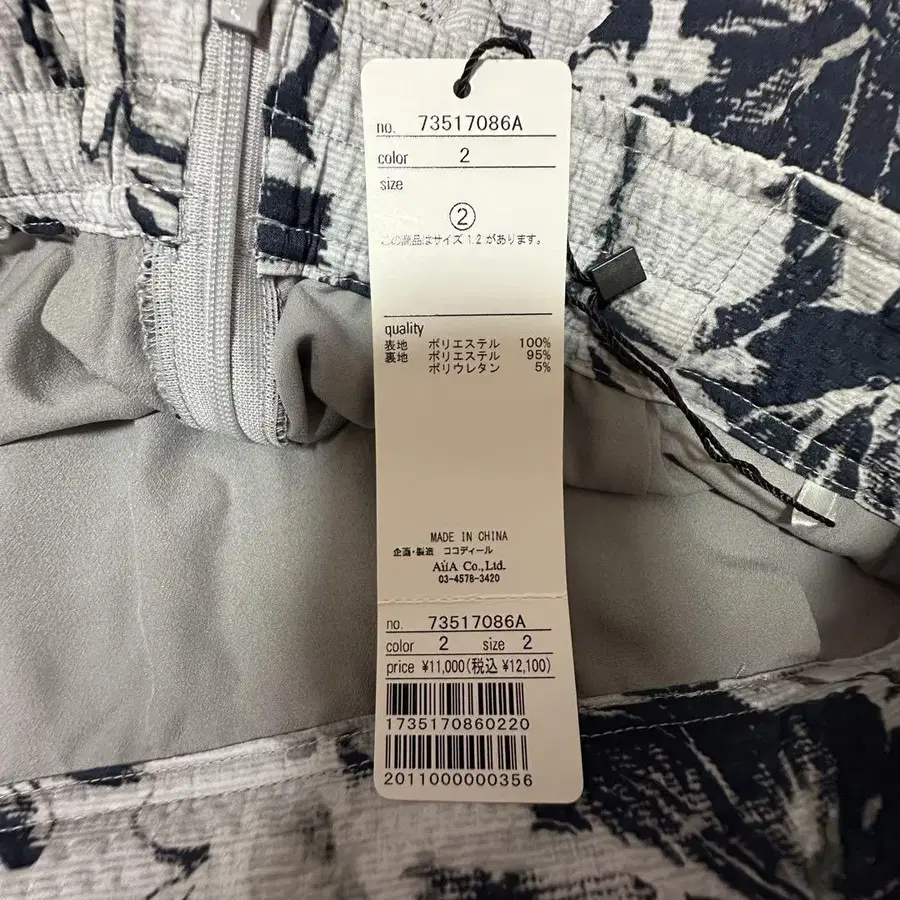 no. 73517086A
color 2
size
②
この商品はサイズ 1.2 があります。
quality
表地 ポリエステル 100%
裏地 ポリエステル 95%
ポリウレタン 5%
MADE IN CHINA
企画・製造 ココディール
AiiA Co.,Ltd.
03-4578-3420
no. 73517086A
color 2 size 2
price ¥11,000(税込 ¥12,100)
1735170860220
2011000000356